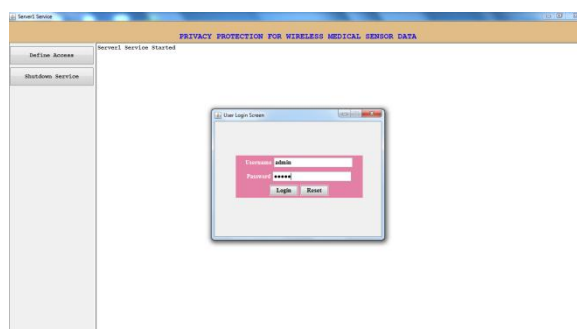 Server1 Service
PRIVACY PROTECTION FOR WIRELESS MEDICAL SENSOR DATA
Define Access
Shutdown Service
Server1 Service Started
User Login Screen
Username admin
Password •••••
Login Reset